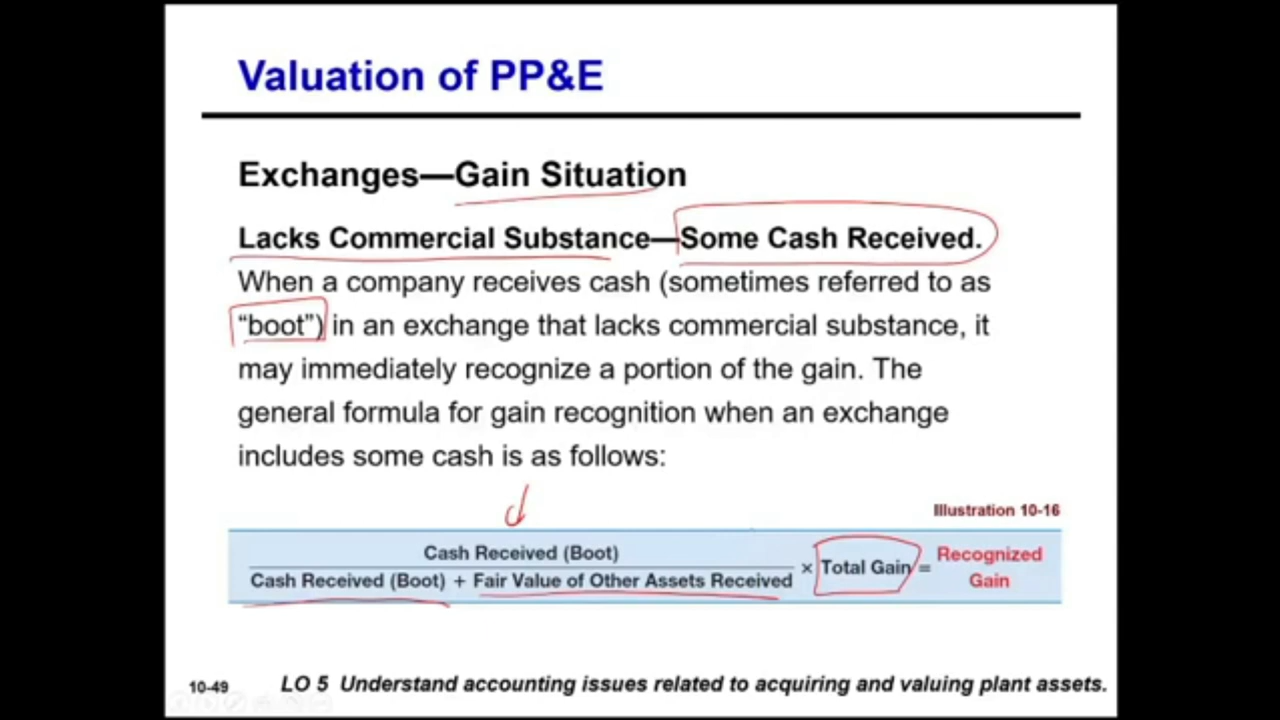 Valuation of PP&E
Exchanges—Gain Situation
Lacks Commercial Substance—Some Cash Received.
When a company receives cash (sometimes referred to as
“boot”) in an exchange that lacks commercial substance, it
may immediately recognize a portion of the gain. The
general formula for gain recognition when an exchange
includes some cash is as follows:
Illustration 10-16
Cash Received (Boot)
Cash Received (Boot) + Fair Value of Other Assets Received
× Total Gain =
Recognized
Gain
10-49
LO 5 Understand accounting issues related to acquiring and valuing plant assets.